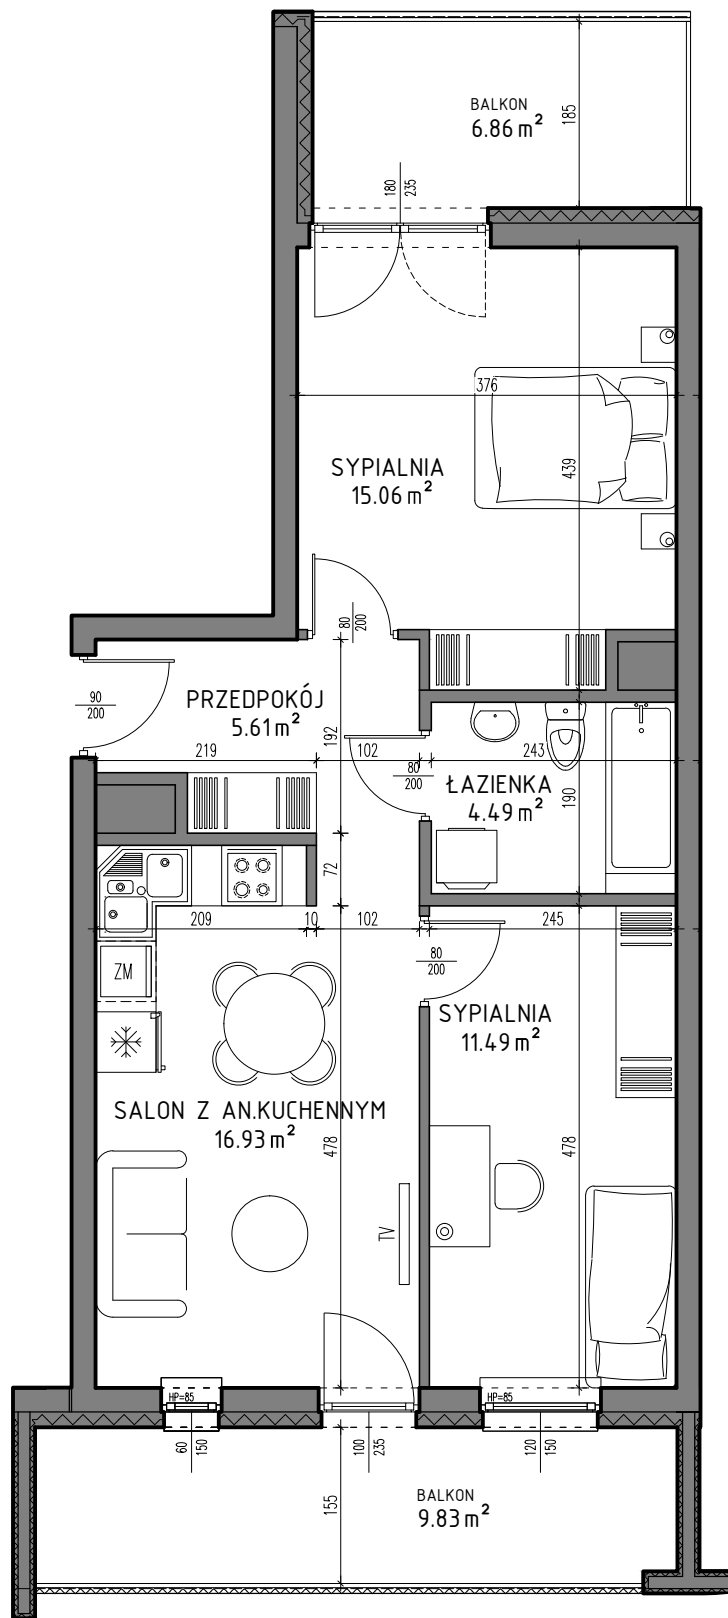 BALKON
6.86 m²
185
180
235
376
SYPIALNIA
15.06 m²
439
80
200
90
200
PRZEDPOKÓJ
5.61 m²
192
219
102
80
200
243
ŁAZIENKA
4.49 m²
190
72
209
10
102
245
80
200
ZM
SYPIALNIA
11.49 m²
SALON Z AN.KUCHENNYM
16.93 m²
478
478
TV
HP=85
HP=85
60
150
100
235
120
150
155
BALKON
9.83 m²